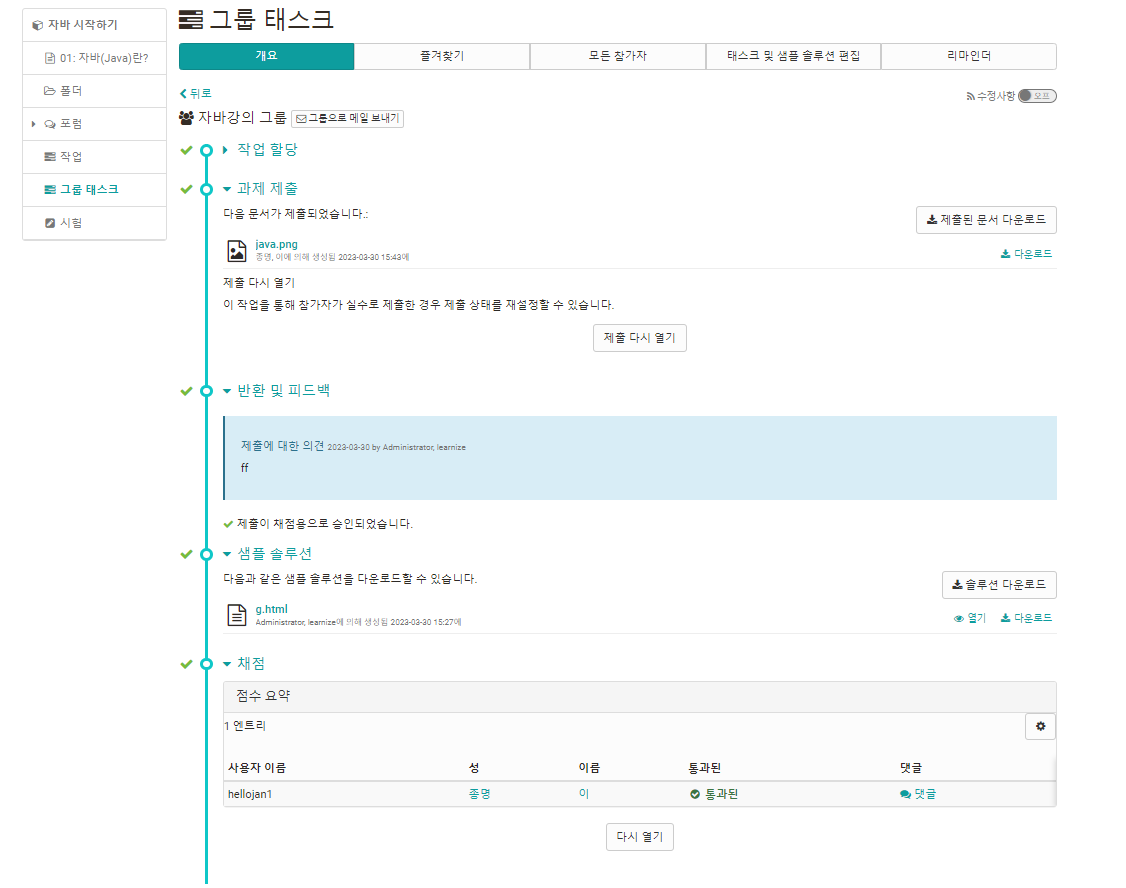 자바 시작하기
01: 자바(Java)란?
폴더
포럼
작업
그룹 태스크
시험
그룹 태스크
개요
즐겨찾기
모든 참가자
태스크 및 샘플 솔루션 편집
리마인더
뒤로
수정사항 오프
자바강의 그룹 그룹으로 메일 보내기
작업 할당
과제 제출
다음 문서가 제출되었습니다.:
제출된 문서 다운로드
java.png
종명, 이에 의해 생성됨 2023-03-30 15:43에
다운로드
제출 다시 열기
이 작업을 통해 참가자가 실수로 제출한 경우 제출 상태를 재설정할 수 있습니다.
제출 다시 열기
반환 및 피드백
제출에 대한 의견 2023-03-30 by Administrator, learnize
ff
제출이 채점용으로 승인되었습니다.
샘플 솔루션
다음과 같은 샘플 솔루션을 다운로드할 수 있습니다.
솔루션 다운로드
g.html
Administrator, learnize에 의해 생성됨 2023-03-30 15:27에
열기 다운로드
채점
점수 요약
1 엔트리
사용자 이름 성 이름 통과된 댓글
hellojan1 종명 이 통과된 댓글
다시 열기